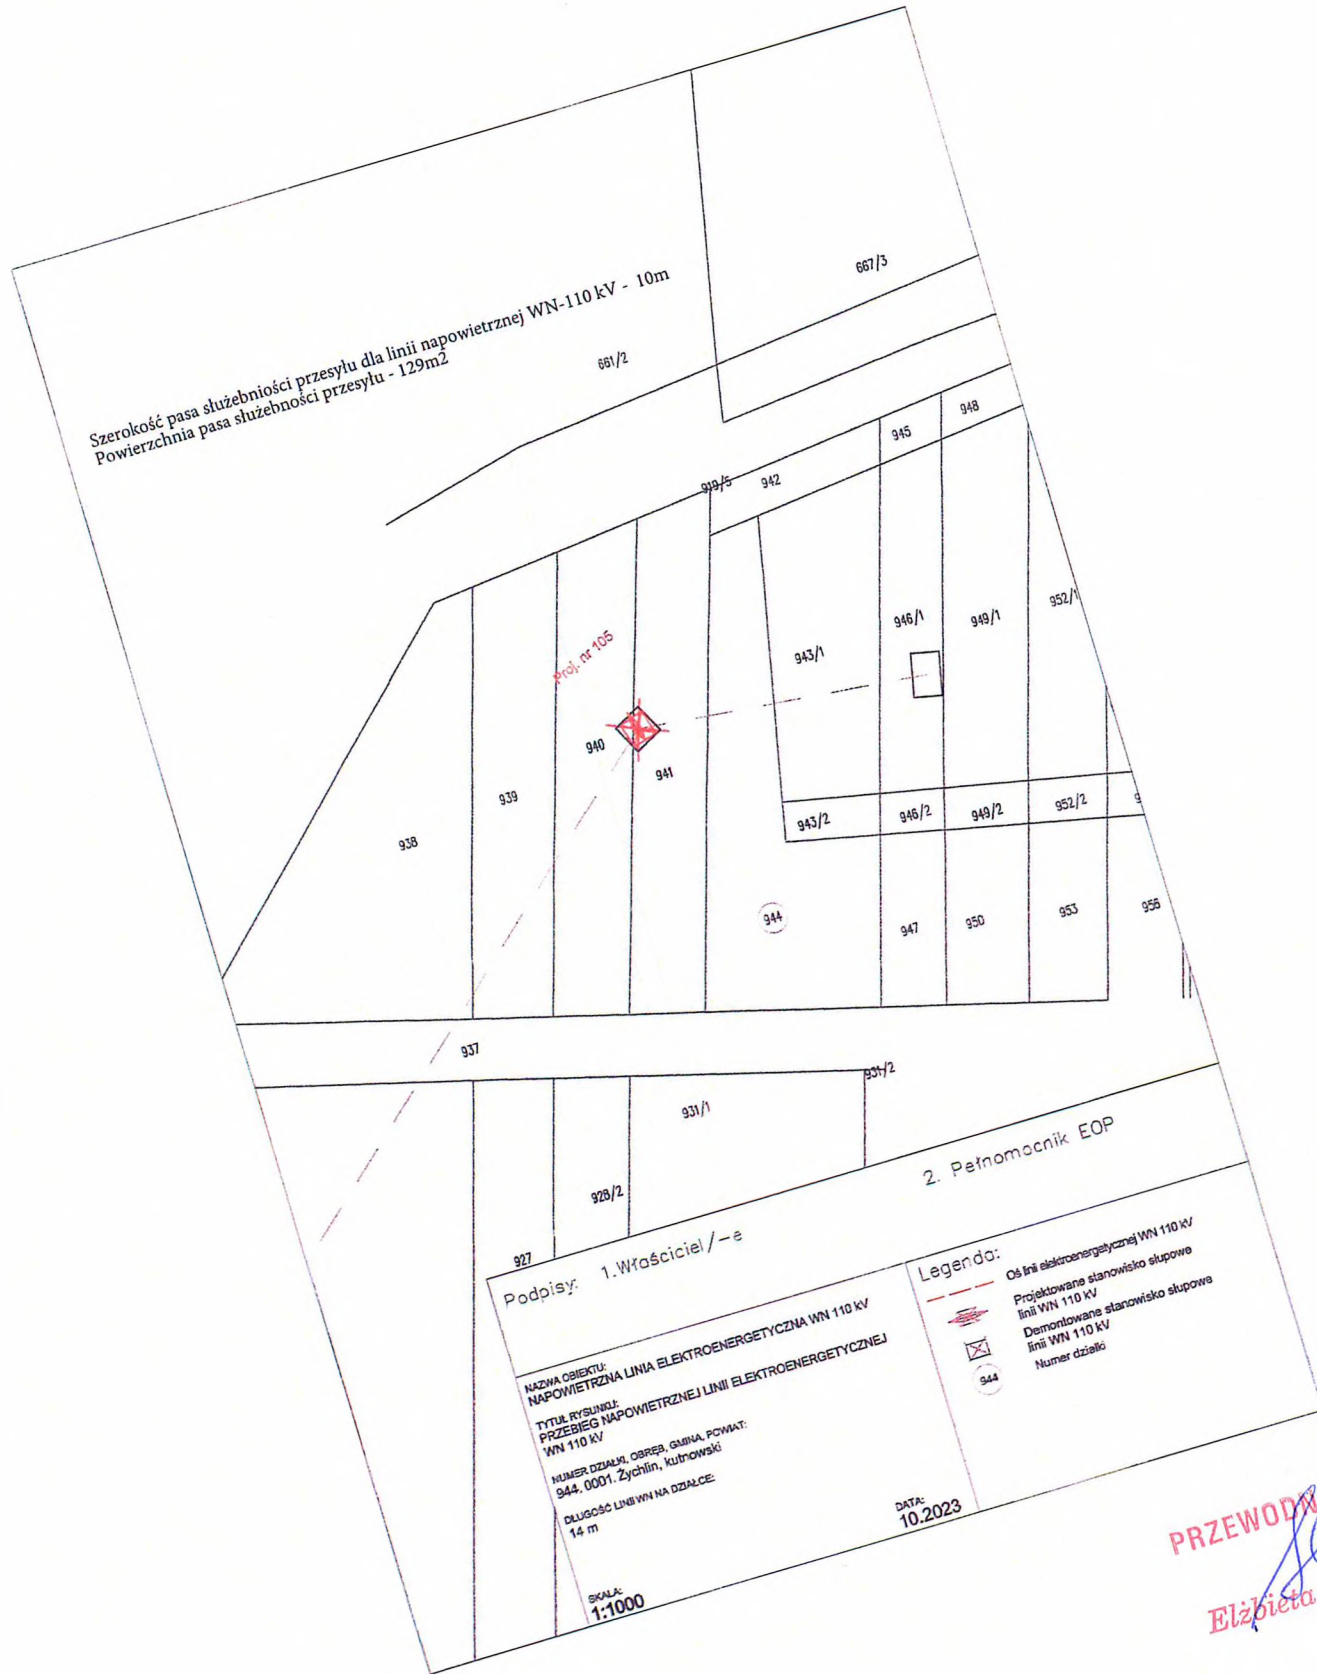 Szerokość pasa służebniości przesyłu dla linii napowietrznej WN-110 kV - 10m
Powierzchnia pasa służebności przesyłu - 129m2
667/3
661/2
948
945
919/5
942
952/1
946/1
949/1
943/1
Proj. nr 105
940
941
939
938
943/2
946/2
949/2
952/2
9
944
947
950
953
956
937
931/2
931/1
928/2
927
Podpisy: 1.Właściciel/-e
2. Pełnomocnik EOP
NAZWA OBIEKTU:
NAPOWIETRZNA LINIA ELEKTROENERGETYCZNA WN 110 kV
TYTUŁ RYSUNKU:
PRZEBIEG NAPOWIETRZNEJ LINII ELEKTROENERGETYCZNEJ
WN 110 kV
NUMER DZIAŁKI, OBRĘB, GMINA, POWIAT:
944. 0001. Żychlin, kutnowski
DŁUGOŚĆ LINII WN NA DZIAŁCE:
14 m
SKALA:
1:1000
DATA:
10.2023
Legenda:
Oś linii elektroenergetycznej WN 110 kV
Projektowane stanowisko słupowe
linii WN 110 kV
Demontowane stanowisko słupowe
linii WN 110 kV
944
Numer działki
PRZEWODN
Elżbieta